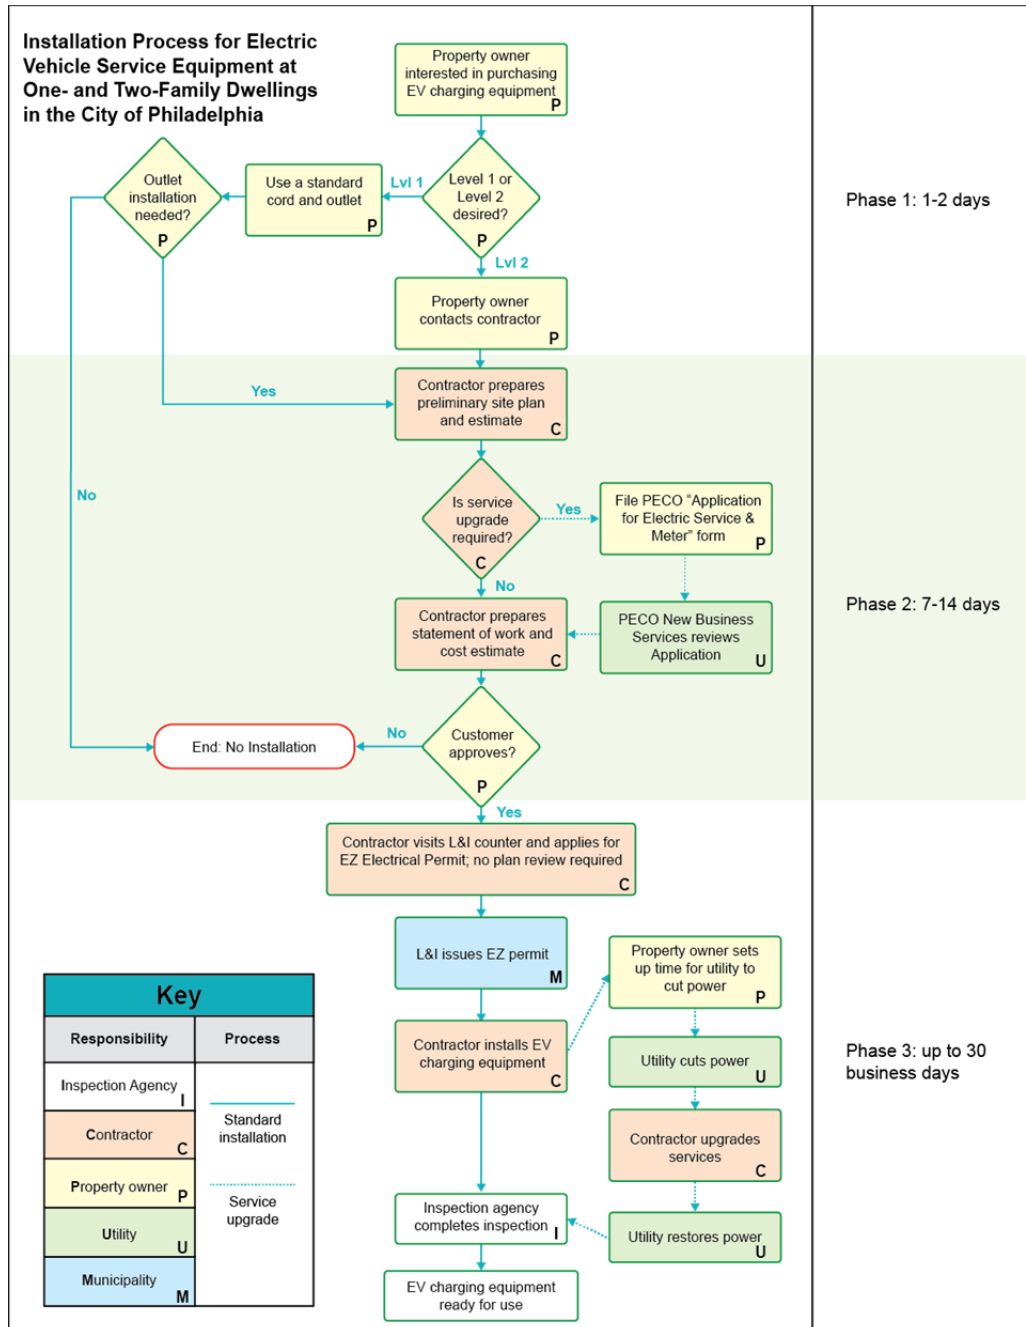 Installation Process for Electric
Vehicle Service Equipment at
One- and Two-Family Dwellings
in the City of Philadelphia
Property owner
interested in purchasing
EV charging equipment
P
Outlet
installation
needed?
P
Use a standard
cord and outlet
P
Lvl 1
Level 1 or
Level 2
desired?
P
Phase 1: 1-2 days
Lvl 2
Property owner
contacts contractor
P
Yes
Contractor prepares
preliminary site plan
and estimate
C
No
Is service
upgrade
required?
C
Yes
File PECO “Application
for Electric Service &
Meter” form
P
No
Contractor prepares
statement of work and
cost estimate
C
PECO New Business
Services reviews
Application
U
Phase 2: 7-14 days
End: No Installation
No
Customer
approves?
P
Yes
Contractor visits L&I counter and applies for
EZ Electrical Permit; no plan review required
C
L&I issues EZ permit
M
Property owner sets
up time for utility to
cut power
P
Contractor installs EV
charging equipment
C
Utility cuts power
U
Phase 3: up to 30
business days
Contractor upgrades
services
C
Inspection agency
completes inspection
I
Utility restores power
U
EV charging equipment
ready for use
Key
Responsibility
Process
Inspection Agency
I
Contractor
C
Property owner
P
Utility
U
Municipality
M
Standard
installation
Service
upgrade